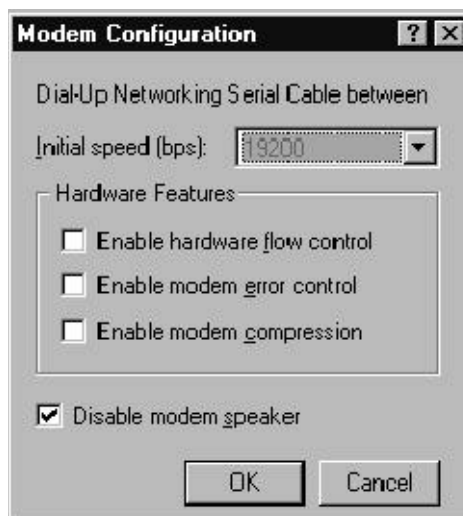 Modem Configuration
Dial-Up Networking Serial Cable between
Initial speed (bps): 19200
Hardware Features
Enable hardware flow control
Enable modem error control
Enable modem compression
Disable modem speaker
OK Cancel